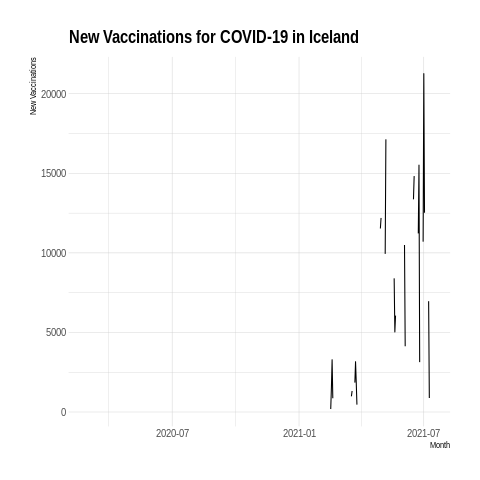 New Vaccinations for COVID-19 in Iceland
New Vaccinations
20000
15000
10000
5000
0
2020-07
2021-01
2021-07
Month